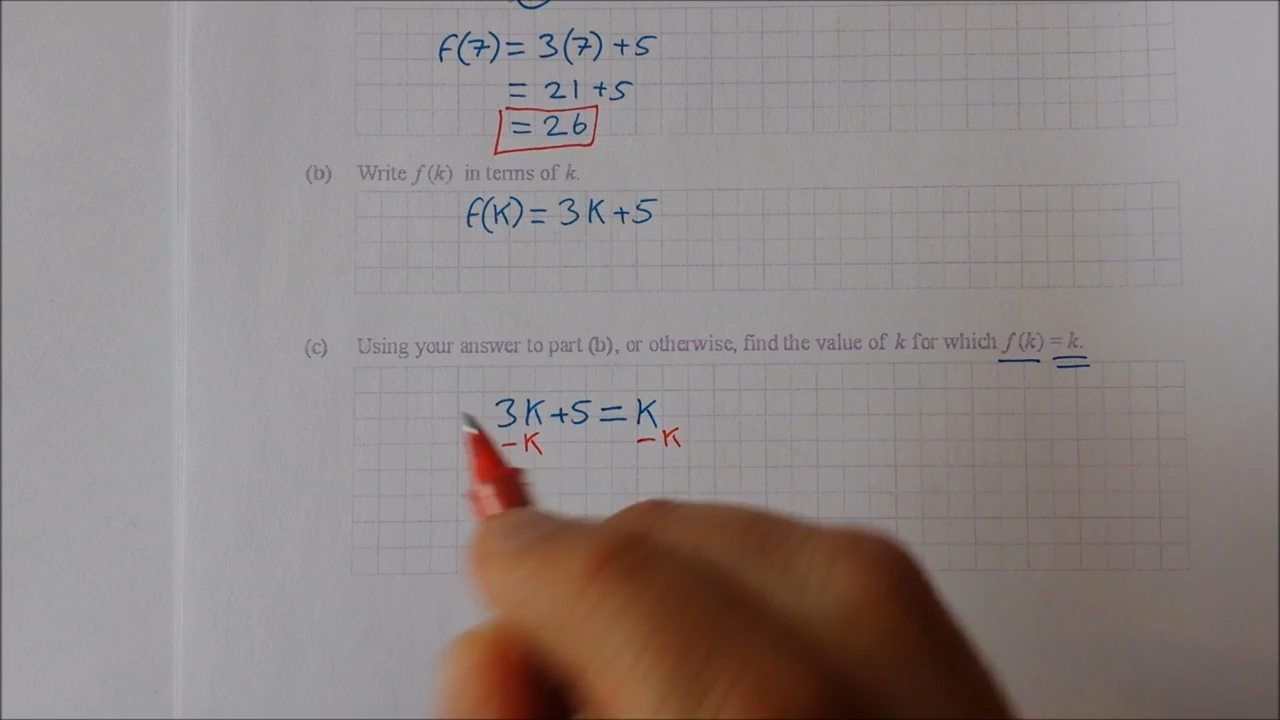 F(7) = 3(7) + 5
= 21 + 5
= 26
(b) Write f(k) in terms of k.
F(K) = 3K + 5
(c) Using your answer to part (b), or otherwise, find the value of k for which f(k) = k.
3K + 5 = K
-K -K